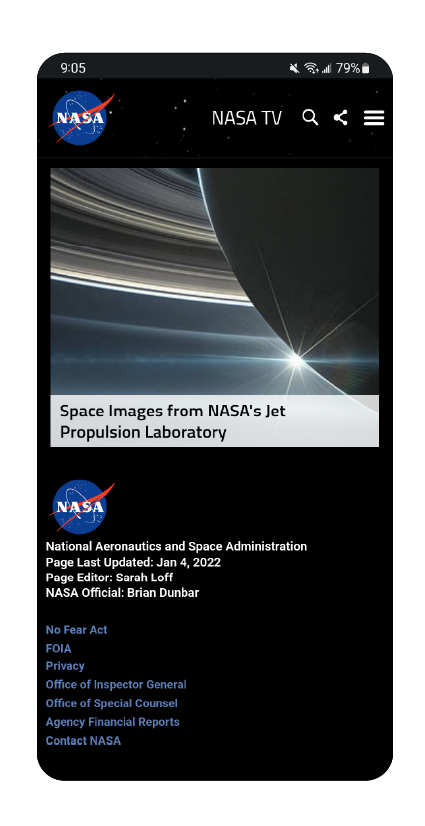 9:05
79%
NASA
NASA TV
Space Images from NASA's Jet
Propulsion Laboratory
NASA
National Aeronautics and Space Administration
Page Last Updated: Jan 4, 2022
Page Editor: Sarah Loff
NASA Official: Brian Dunbar
No Fear Act
FOIA
Privacy
Office of Inspector General
Office of Special Counsel
Agency Financial Reports
Contact NASA